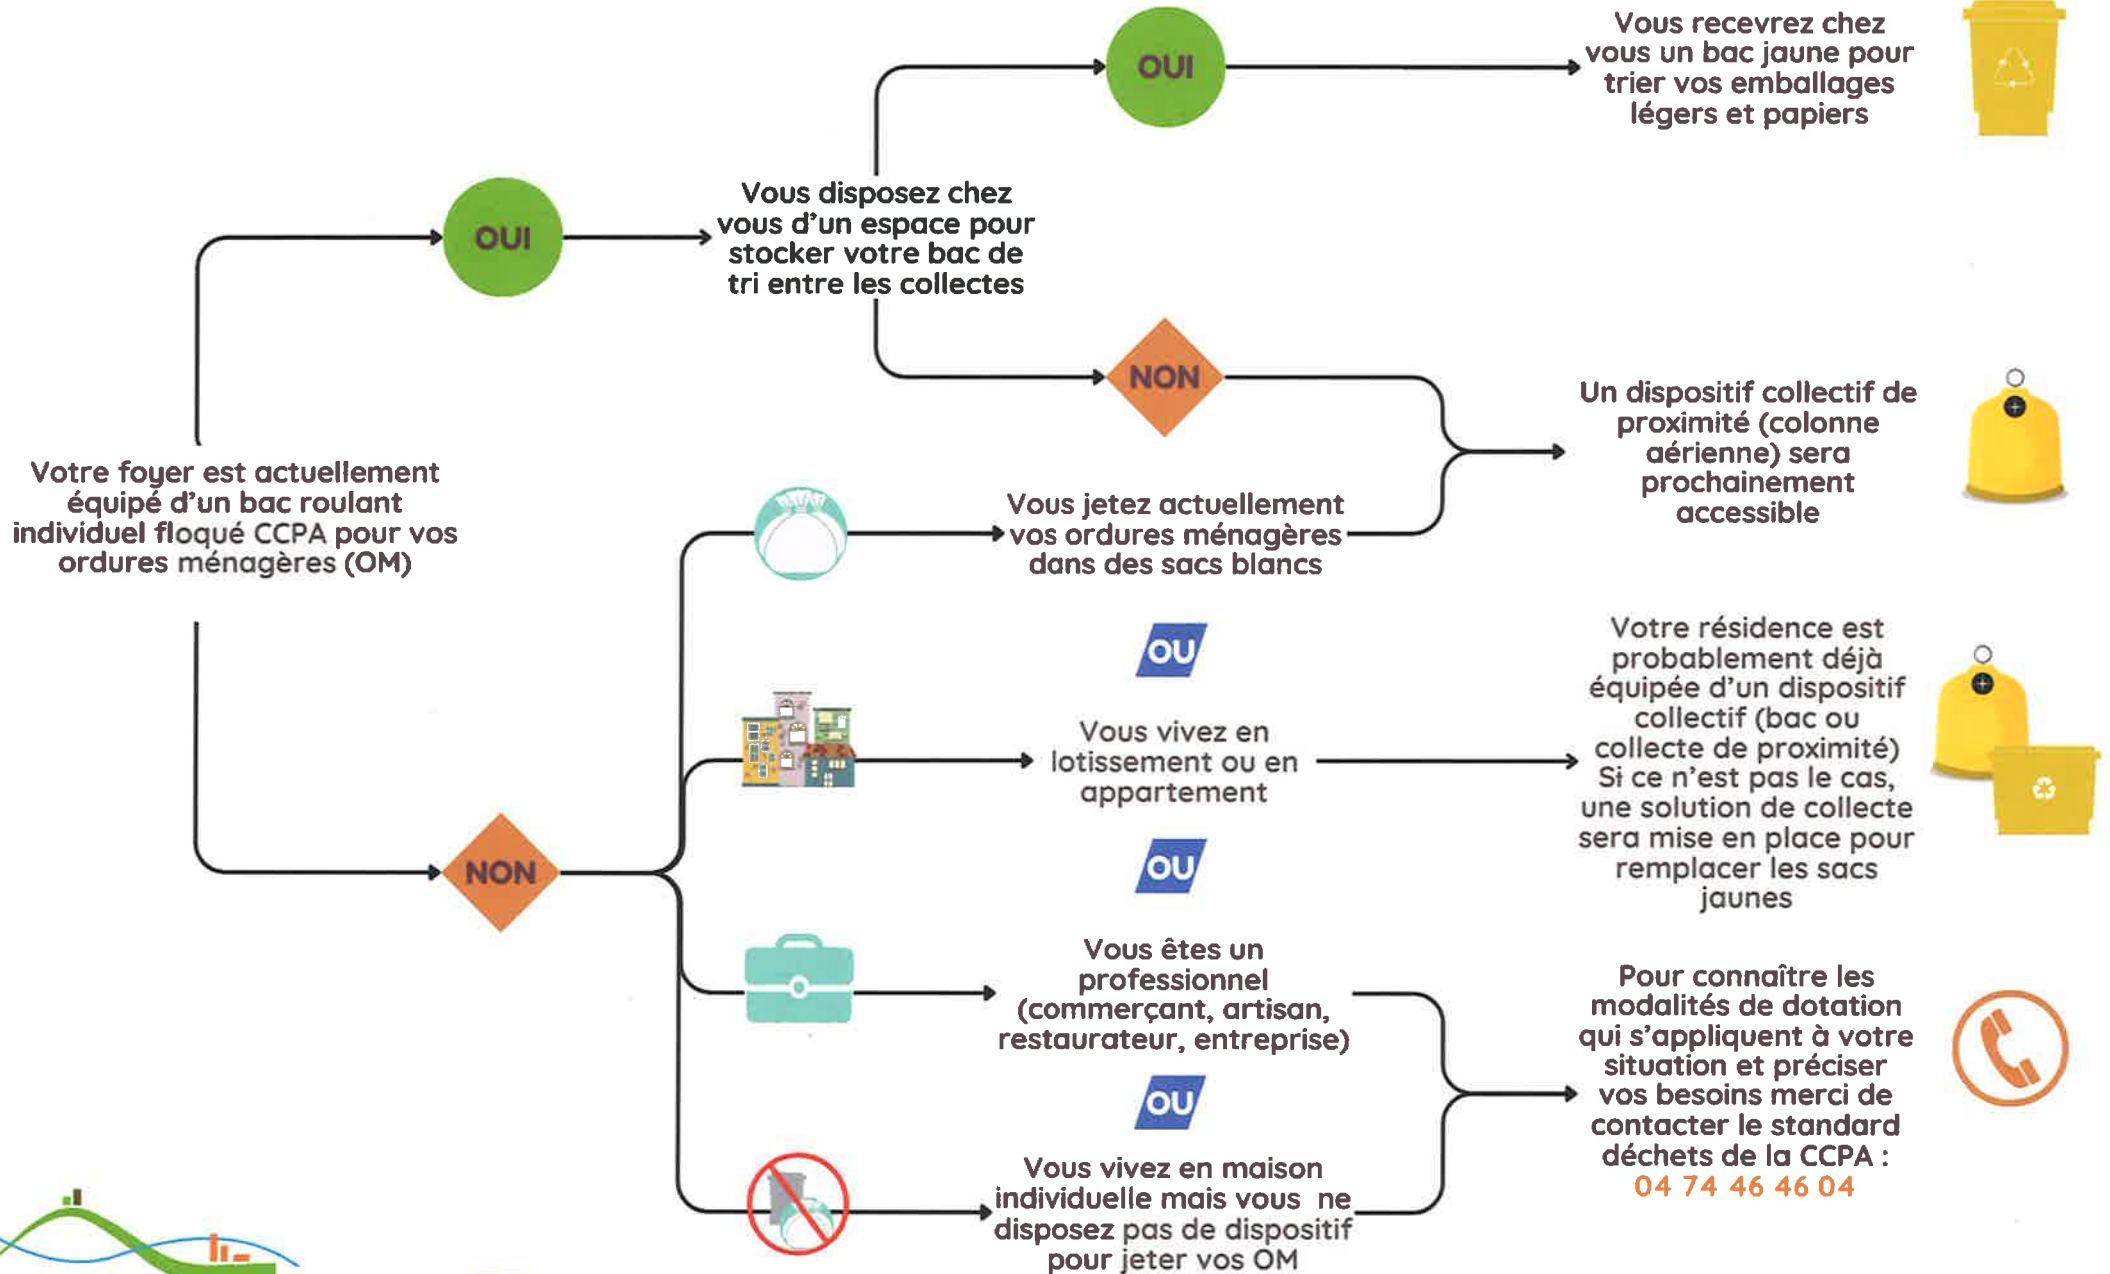 OUI
Vous recevrez chez
vous un bac jaune pour
trier vos emballages
légers et papiers
OUI
Vous disposez chez
vous d'un espace pour
stocker votre bac de
tri entre les collectes
NON
Un dispositif collectif de
proximité (colonne
aérienne) sera
prochainement
accessible
Votre foyer est actuellement
équipé d'un bac roulant
individuel floqué CCPA pour vos
ordures ménagères (OM)
Vous jetez actuellement
vos ordures ménagères
dans des sacs blancs
OU
Vous vivez en
lotissement ou en
appartement
Votre résidence est
probablement déjà
équipée d'un dispositif
collectif (bac ou
collecte de proximité)
Si ce n'est pas le cas,
une solution de collecte
sera mise en place pour
remplacer les sacs
jaunes
OU
NON
Vous êtes un
professionnel
(commerçant, artisan,
restaurateur, entreprise)
OU
Vous vivez en maison
individuelle mais vous ne
disposez pas de dispositif
pour jeter vos OM
Pour connaître les
modalités de dotation
qui s'appliquent à votre
situation et préciser
vos besoins merci de
contacter le standard
déchets de la CCPA :
04 74 46 46 04